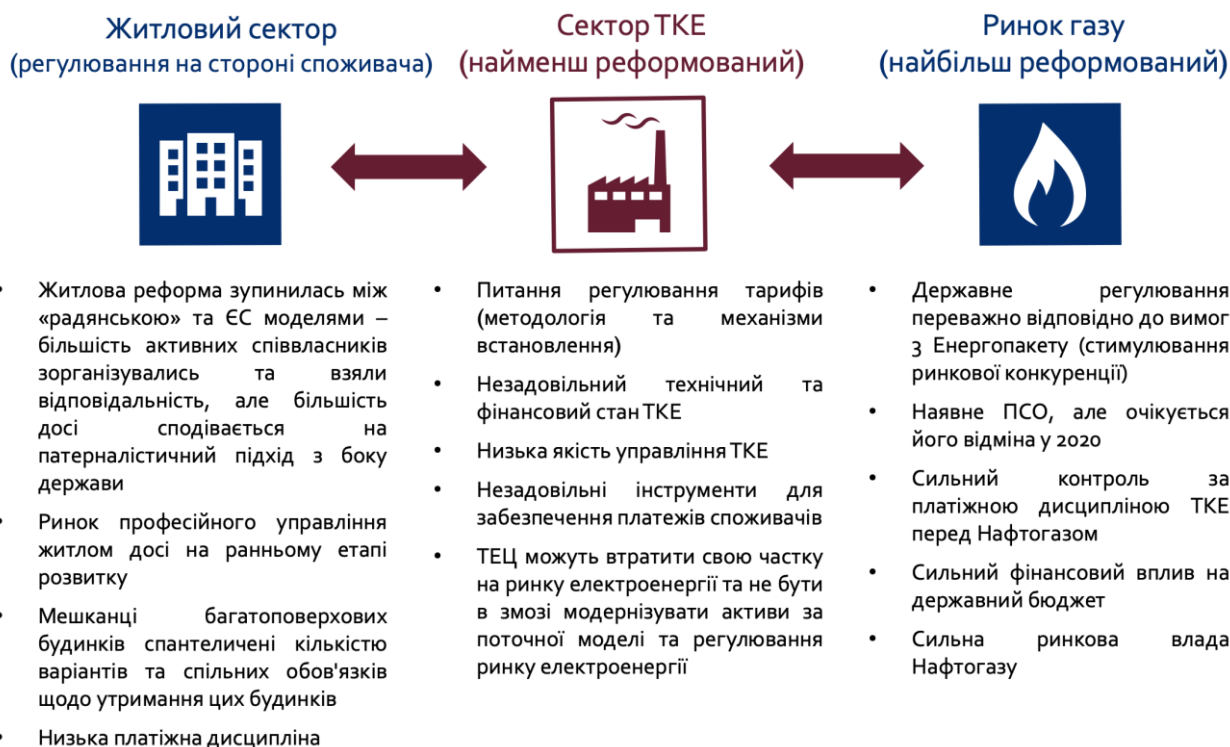 Житловий сектор
(регулювання на стороні споживача)
Сектор ТКЕ
(найменш реформований)
Ринок газу
(найбільш реформований)
• Житлова реформа зупинилась між
«радянською» та ЄС моделями –
більшість активних співвласників
зорганізувались та взяли
відповідальність, але більшість
досі сподівається на
патерналістичний підхід з боку
держави
• Ринок професійного управління
житлом досі на ранньому етапі
розвитку
• Мешканці багатоповерхових
будинків спантеличені кількістю
варіантів та спільних обов'язків
щодо утримання цих будинків
• Низька платіжна дисципліна
• Питання регулювання тарифів
(методологія та механізми
встановлення)
• Незадовільний технічний та
фінансовий стан ТКЕ
• Низька якість управління ТКЕ
• Незадовільні інструменти для
забезпечення платежів споживачів
• ТЕЦ можуть втратити свою частку
на ринку електроенергії та не бути
в змозі модернізувати активи за
поточної моделі та регулювання
ринку електроенергії
• Державне регулювання
переважно відповідно до вимог
3 Енергопакету (стимулювання
ринкової конкуренції)
• Наявне ПСО, але очікується
його відміна у 2020
• Сильний контроль за
платіжною дисципліною ТКЕ
перед Нафтогазом
• Сильний фінансовий вплив на
державний бюджет
• Сильна ринкова влада
Нафтогазу